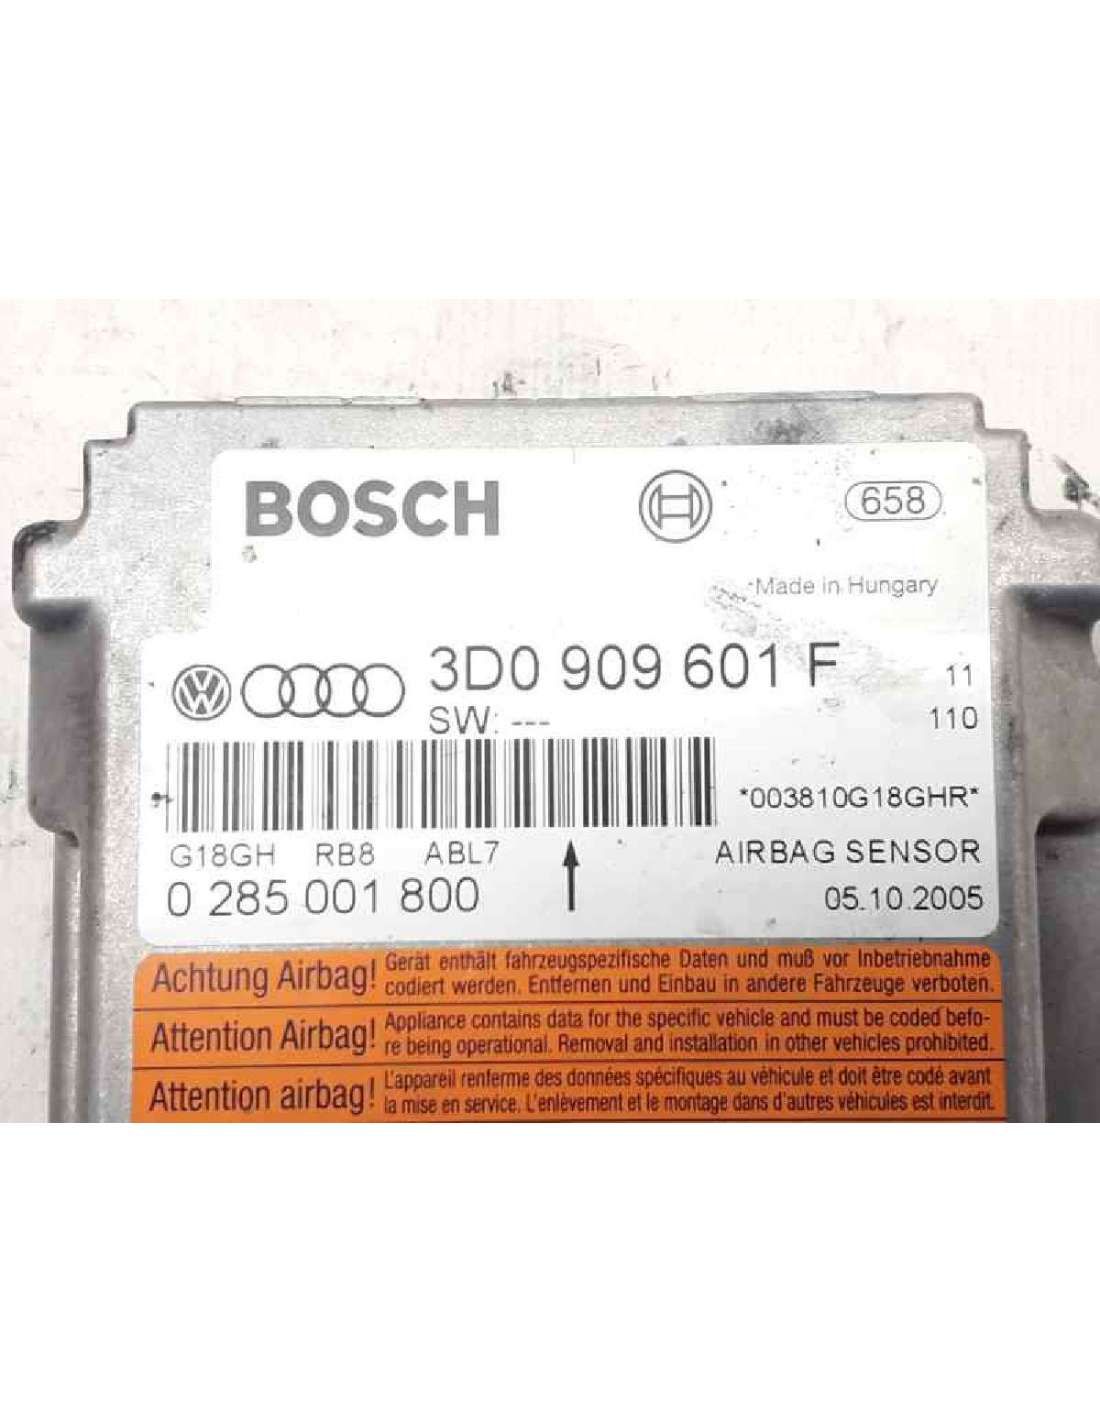 BOSCH
658
Made in Hungary
3D0 909 601 F
11
SW: ---
110
*003810G18GHR*
G18GH RB8 ABL7
AIRBAG SENSOR
0 285 001 800
05.10.2005
Achtung Airbag! Gerät enthält fahrzeugspezifische Daten und muß vor Inbetriebnahme
codiert werden. Entfernen und Einbau in andere Fahrzeuge verboten.
Attention Airbag! Appliance contains data for the specific vehicle and must be coded befo-
re being operational. Removal and installation in other vehicles prohibited.
Attention airbag! L'appareil renferme des données spécifiques au véhicule et doit être codé avant
la mise en service. L'enlèvement et le montage dans d'autres véhicules est interdit.